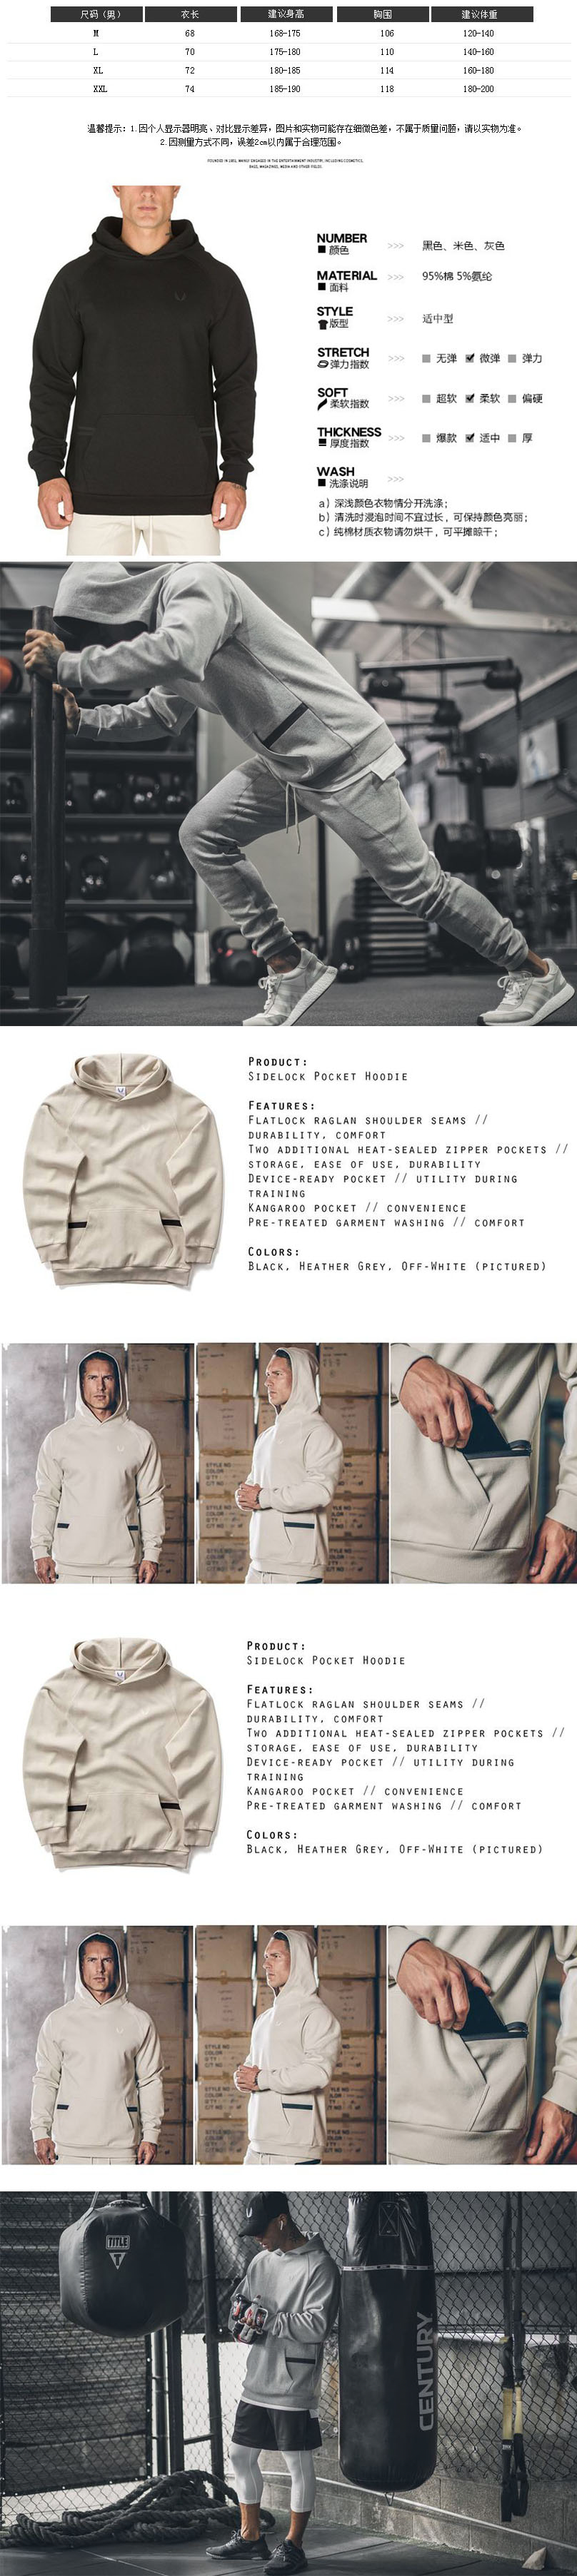 尺码（男） 衣长 建议身高 胸围 建议体重
M 68 168-175 106 120-140
L 70 175-180 110 140-160
XL 72 180-185 114 160-180
XXL 74 185-190 118 180-200
温馨提示：1.因个人显示器明亮、对比显示差异，图片和实物可能存在细微色差，不属于质量问题，请以实物为准。
2.因测量方式不同，误差2cm以内属于合理范围。
NUMBER
颜色 >>> 黑色、米色、灰色
MATERIAL
面料 >>> 95%棉 5%氨纶
STYLE
版型 >>> 适中型
STRETCH
弹力指数 >>> 无弹 微弹 弹力
SOFT
柔软指数 >>> 超软 柔软 偏硬
THICKNESS
厚度指数 >>> 爆款 适中 厚
WASH
洗涤说明 >>>
a）深浅颜色衣物情分开洗涤；
b）清洗时浸泡时间不宜过长，可保持颜色亮丽；
c）纯棉材质衣物请勿烘干，可平摊晾干；
PRODUCT:
SIDELOCK POCKET HOODIE
FEATURES:
FLATLOCK RAGLAN SHOULDER SEAMS //
DURABILITY, COMFORT
TWO ADDITIONAL HEAT-SEALED ZIPPER POCKETS //
STORAGE, EASE OF USE, DURABILITY
DEVICE-READY POCKET // UTILITY DURING
TRAINING
KANGAROO POCKET // CONVENIENCE
PRE-TREATED GARMENT WASHING // COMFORT
COLORS:
BLACK, HEATHER GREY, OFF-WHITE (PICTURED)
PRODUCT:
SIDELOCK POCKET HOODIE
FEATURES:
FLATLOCK RAGLAN SHOULDER SEAMS //
DURABILITY, COMFORT
TWO ADDITIONAL HEAT-SEALED ZIPPER POCKETS //
STORAGE, EASE OF USE, DURABILITY
DEVICE-READY POCKET // UTILITY DURING
TRAINING
KANGAROO POCKET // CONVENIENCE
PRE-TREATED GARMENT WASHING // COMFORT
COLORS:
BLACK, HEATHER GREY, OFF-WHITE (PICTURED)
TITLE
T
CENTURY